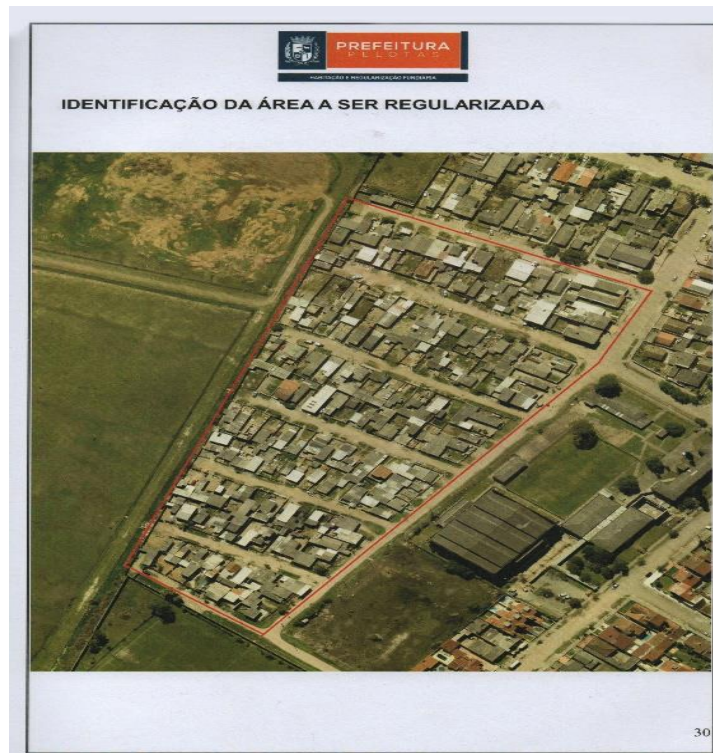 PREFEITURA
PELOTAS
HABITAÇÃO E REGULARIZAÇÃO FUNDIÁRIA
IDENTIFICAÇÃO DA ÁREA A SER REGULARIZADA
30